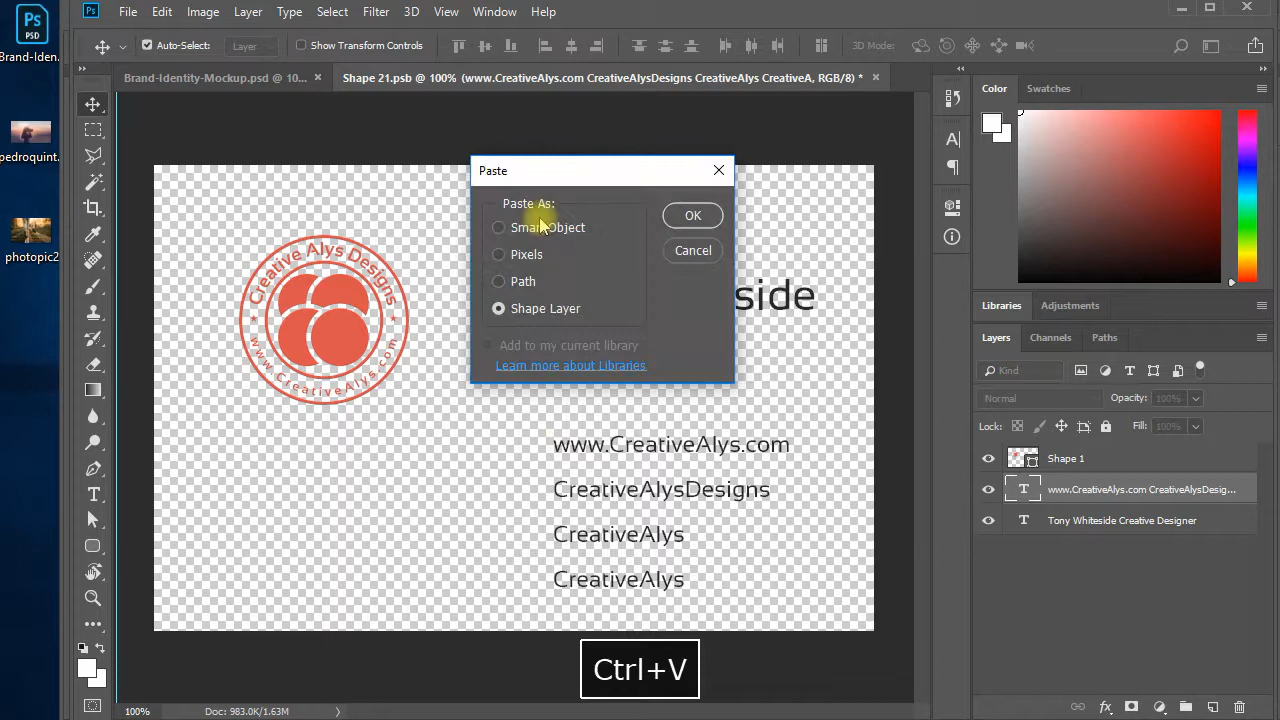 Ps
PSD
Brand-Iden...
pedroquint...
photopic2
Ps File Edit Image Layer Type Select Filter 3D View Window Help
Auto-Select: Layer Show Transform Controls 3D Mode:
Brand-Identity-Mockup.psd @ 10... × Shape 21.psb @ 100% (www.CreativeAlys.com CreativeAlysDesigns CreativeAlys CreativeA, RGB/8) * ×
Color Swatches
Paste
Paste As:
Smart Object
Pixels
Path
Shape Layer
OK
Cancel
Add to my current library
Learn more about Libraries
Creative Alys Designs
www.CreativeAlys.com
side
www.CreativeAlys.com
CreativeAlysDesigns
CreativeAlys
CreativeAlys
Libraries Adjustments
Layers Channels Paths
Kind
Normal Opacity: 100%
Lock: Fill: 100%
Shape 1
T www.CreativeAlys.com CreativeAlysDesig...
T Tony Whiteside Creative Designer
Ctrl+V
100% Doc: 983.0K/1.63M